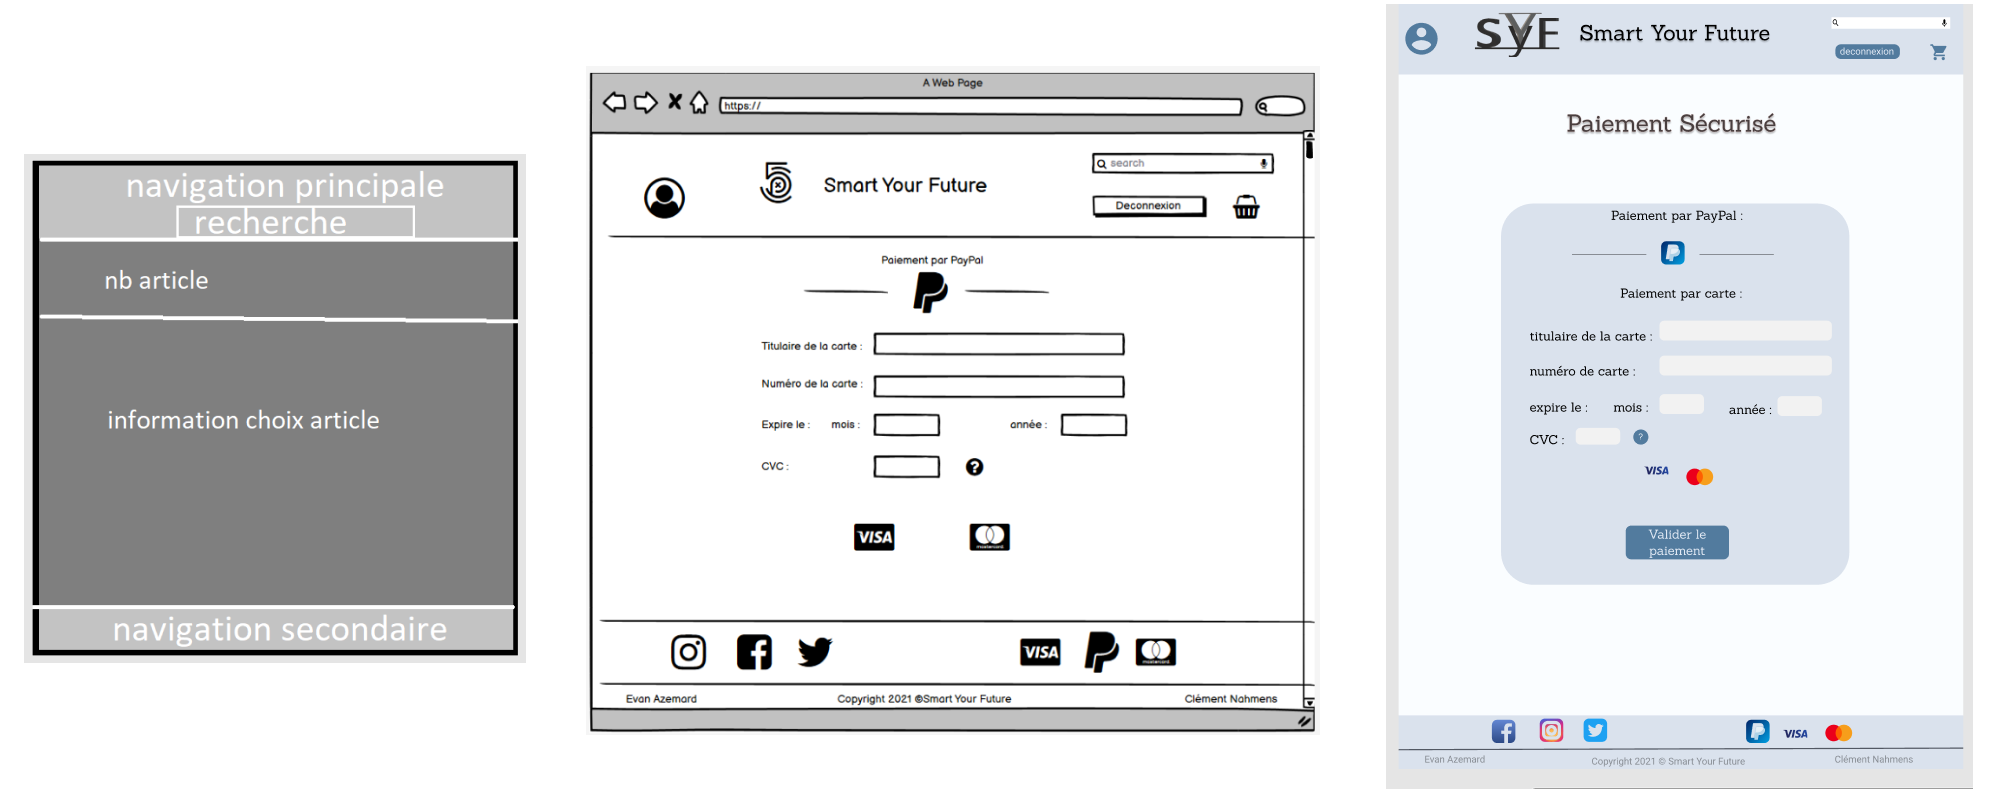 navigation principale
recherche
nb article
information choix article
navigation secondaire
A Web Page
https://
search
Smart Your Future
Deconnexion
Paiement par PayPal
Titulaire de la carte :
Numéro de la carte :
Expire le : mois : année :
CVC : ?
VISA mastercard
VISA mastercard
Evan Azemard Copyright 2021 ©Smart Your Future Clément Nahmens
SYF Smart Your Future
deconnexion
Paiement Sécurisé
Paiement par PayPal :
Paiement par carte :
titulaire de la carte :
numéro de carte :
expire le : mois : année :
CVC : ?
VISA
Valider le
paiement
VISA
Evan Azemard Copyright 2021 © Smart Your Future Clément Nahmens